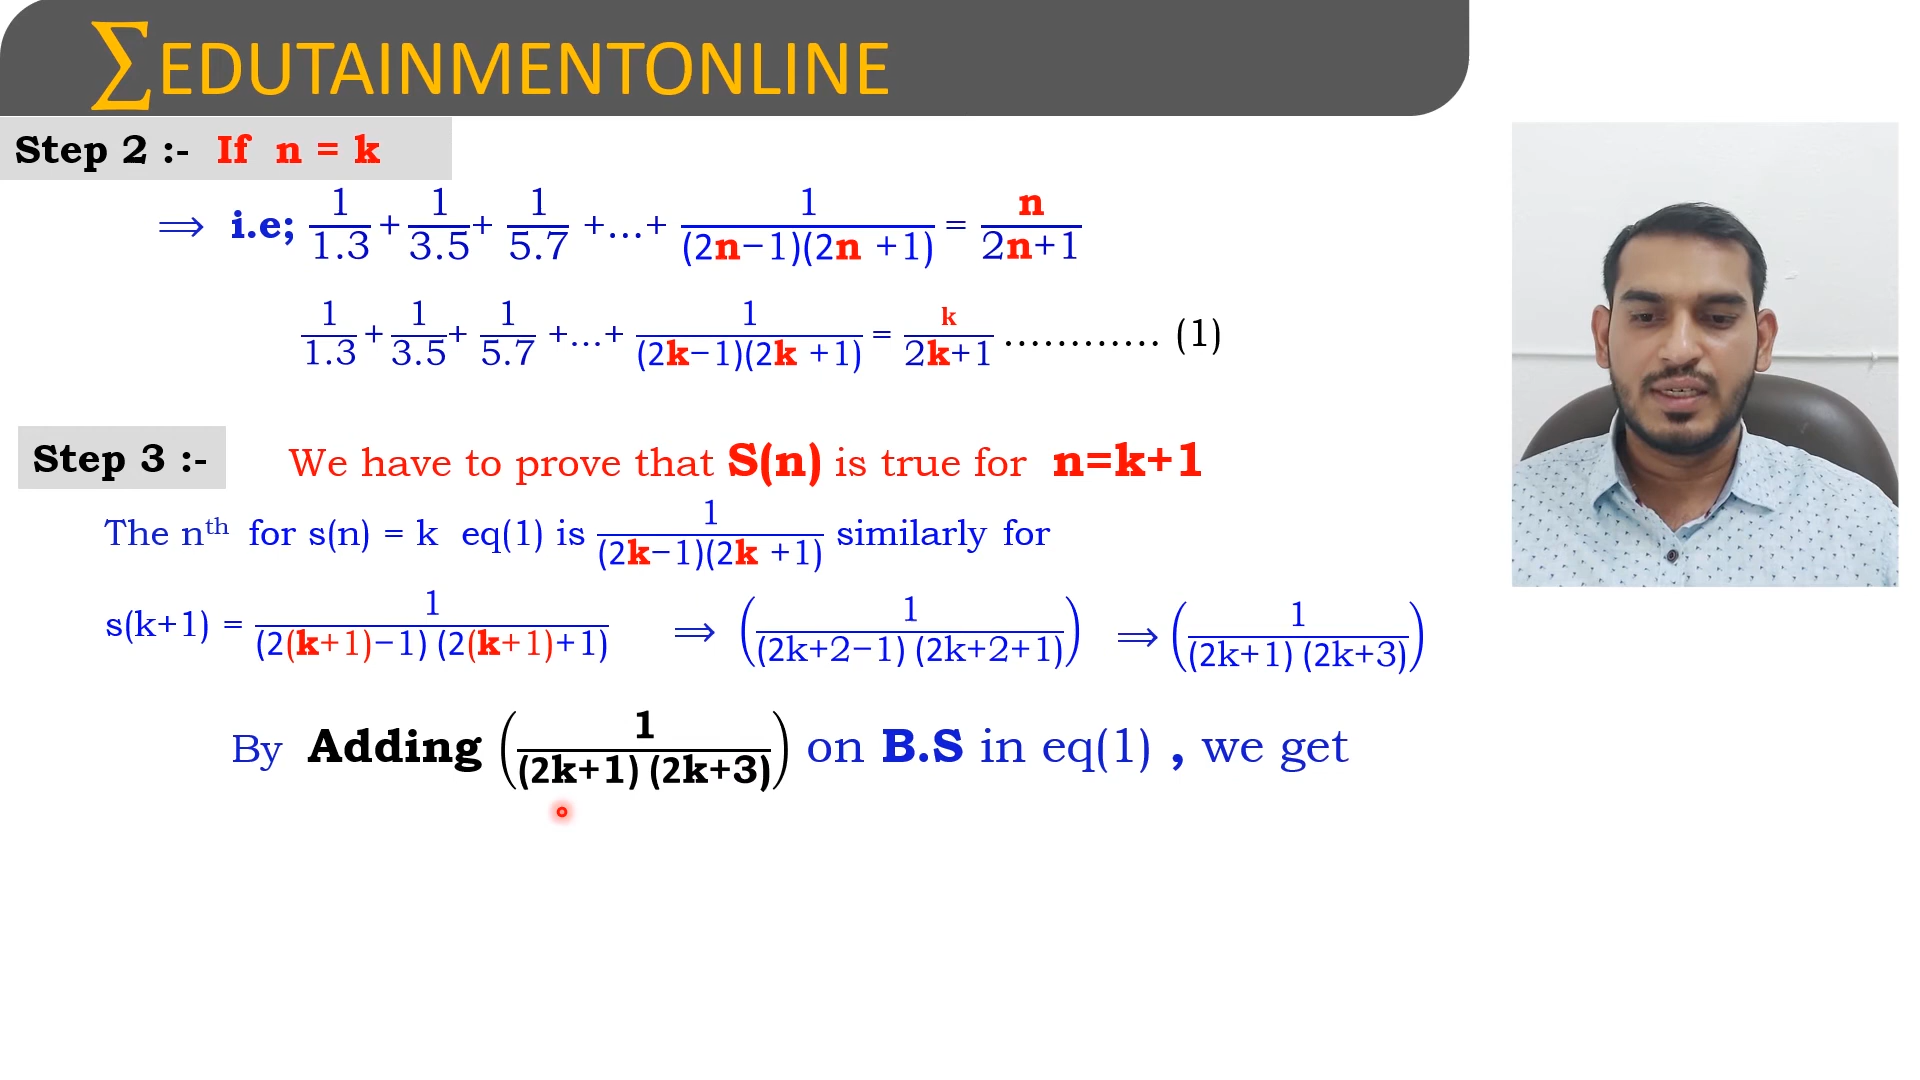 ∑EDUTAINMENTONLINE
Step 2 :- If n = k
⟹ i.e; 1/1.3 + 1/3.5 + 1/5.7 +...+ 1/(2n−1)(2n +1) = n/2n+1
1/1.3 + 1/3.5 + 1/5.7 +...+ 1/(2k−1)(2k +1) = k/2k+1 ............ (1)
Step 3 :- We have to prove that S(n) is true for n=k+1
The nth for s(n) = k eq(1) is 1/(2k−1)(2k +1) similarly for
s(k+1) = 1/(2(k+1)−1) (2(k+1)+1) ⟹ (1/(2k+2−1) (2k+2+1)) ⟹ (1/(2k+1) (2k+3))
By Adding (1/(2k+1) (2k+3)) on B.S in eq(1) , we get